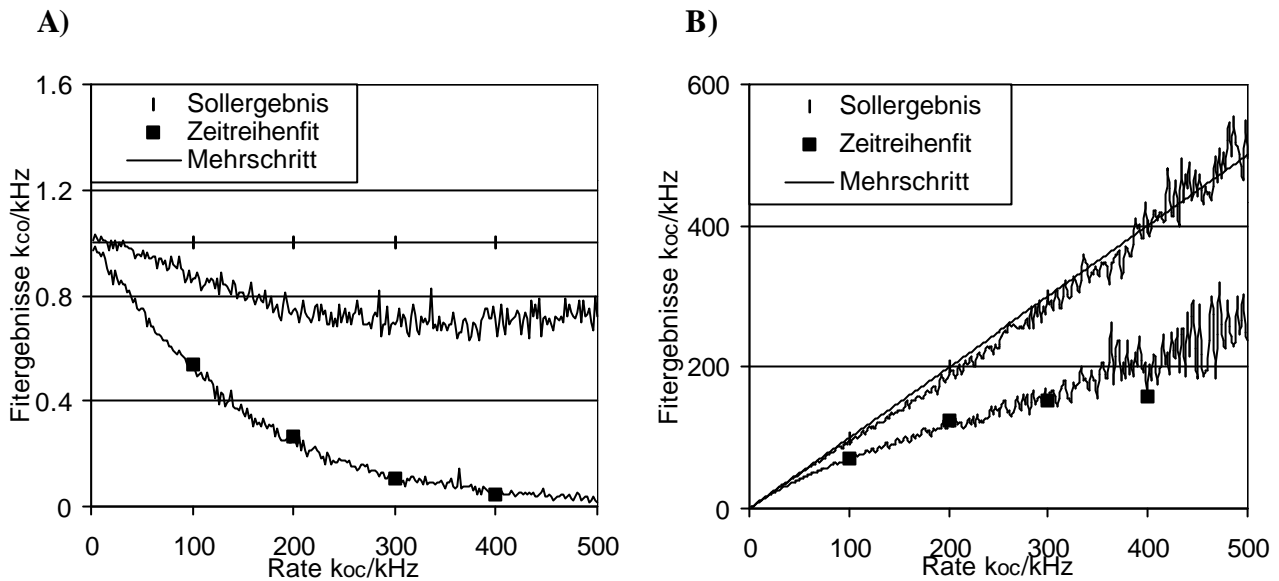 A)
Fitergebnisse kco/kHz
1.6
1.2
0.8
0.4
0
Sollergebnis
Zeitreihenfit
Mehrschritt
0 100 200 300 400 500
Rate koc/kHz
B)
Fitergebnisse koc/kHz
600
400
200
0
Sollergebnis
Zeitreihenfit
Mehrschritt
0 100 200 300 400 500
Rate koc/kHz